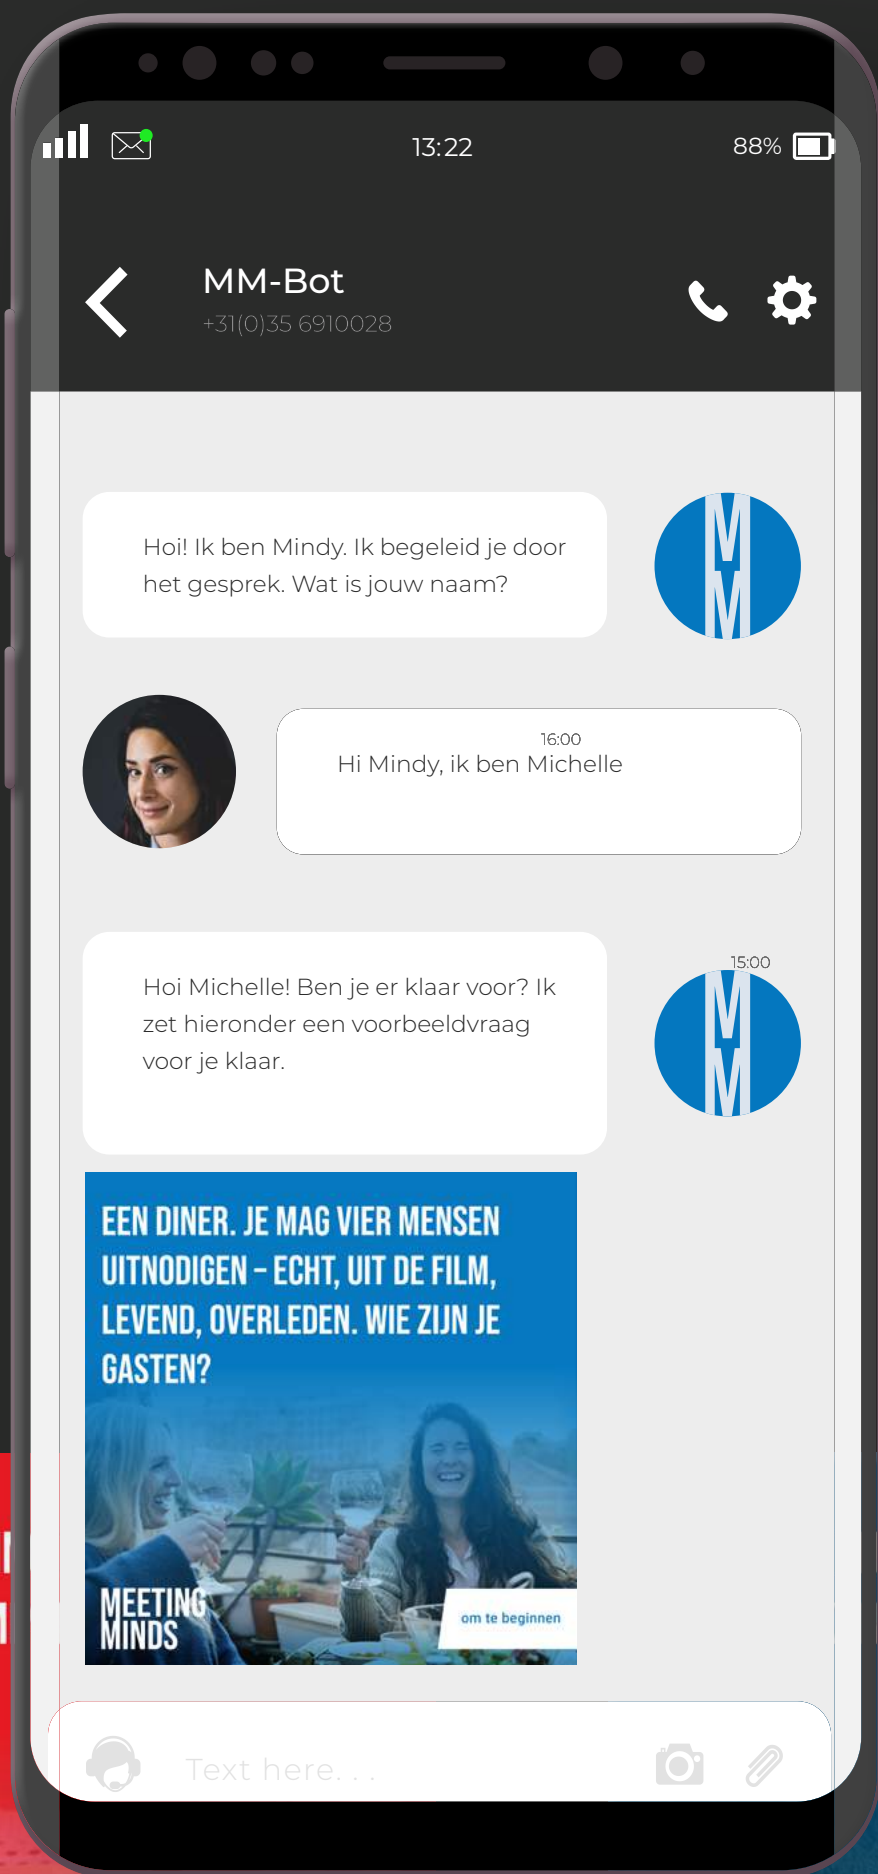 13:22
88%
MM-Bot
+31(0)35 6910028
Hoi! Ik ben Mindy. Ik begeleid je door
het gesprek. Wat is jouw naam?
16:00
Hi Mindy, ik ben Michelle
15:00
Hoi Michelle! Ben je er klaar voor? Ik
zet hieronder een voorbeeldvraag
voor je klaar.
EEN DINER. JE MAG VIER MENSEN
UITNODIGEN – ECHT, UIT DE FILM,
LEVEND, OVERLEDEN. WIE ZIJN JE
GASTEN?
MEETING
MINDS
om te beginnen
Text here. . .